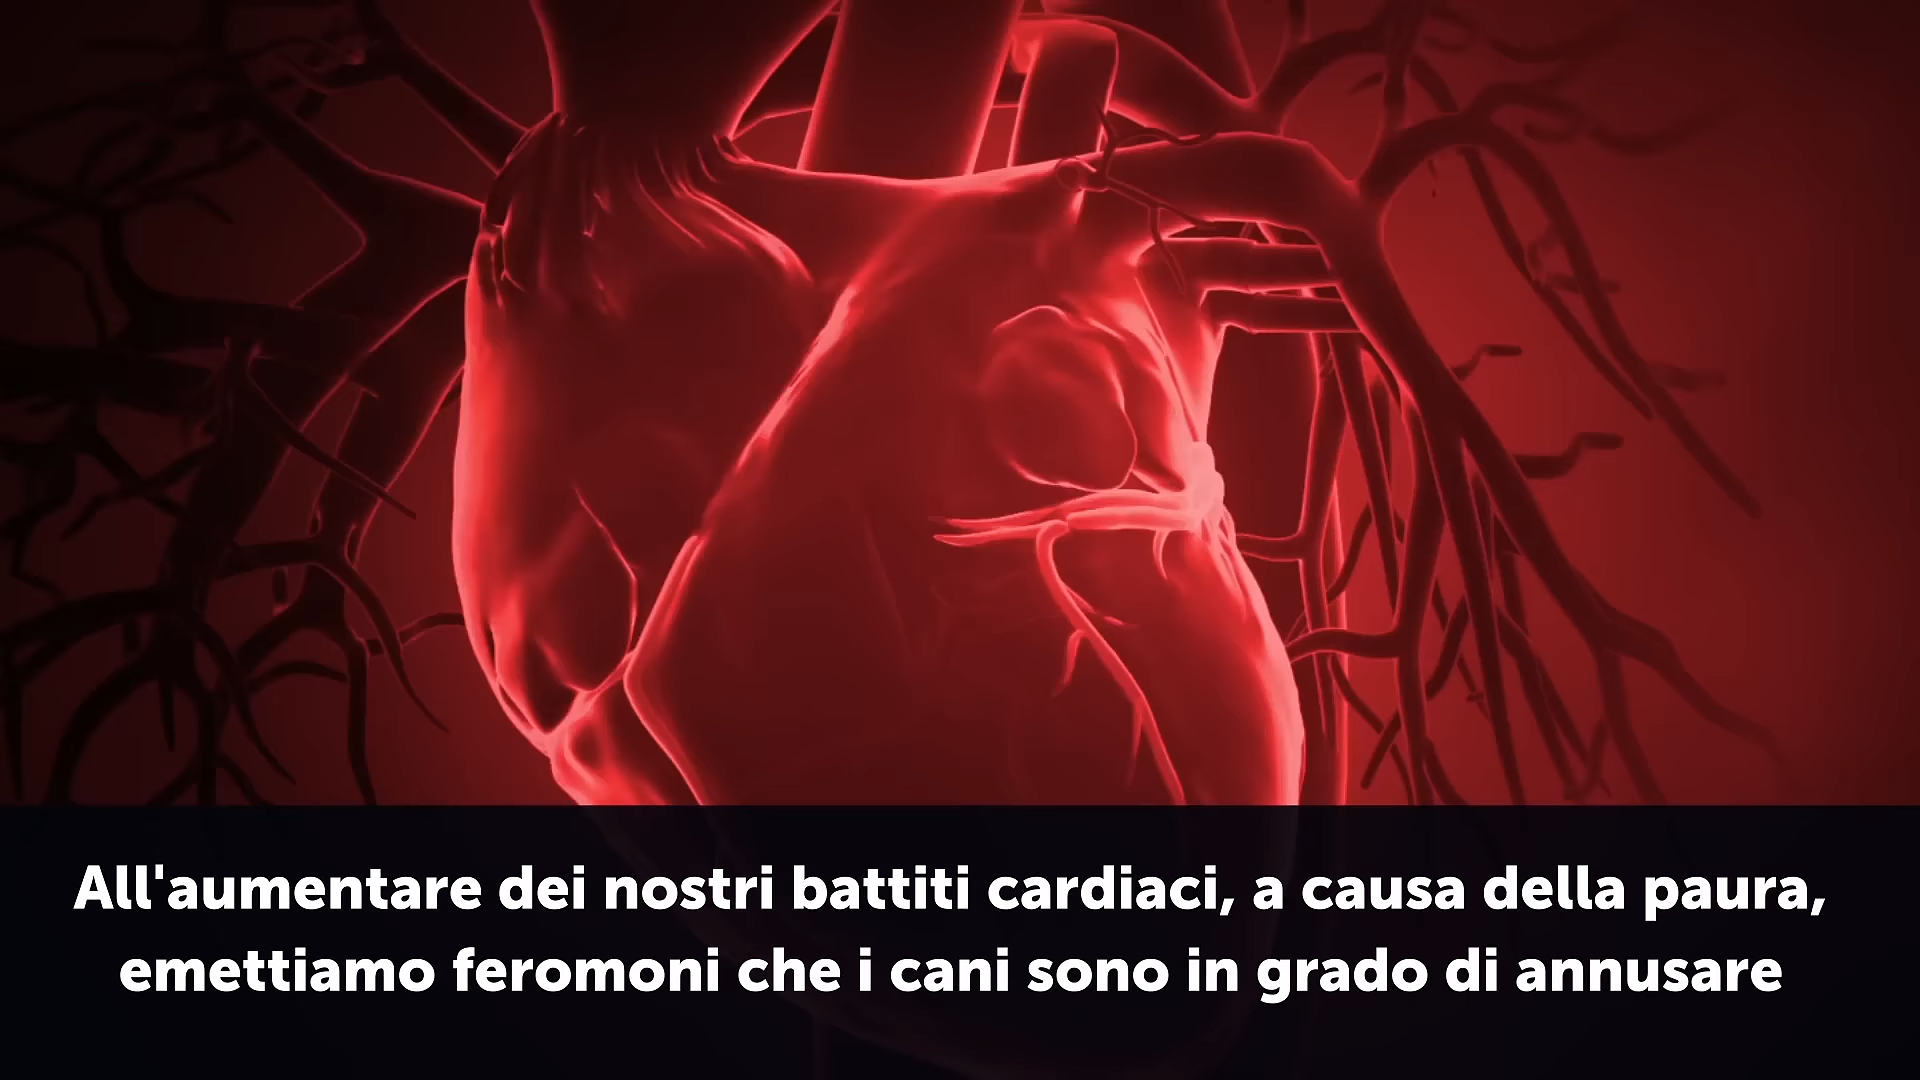 All'aumentare dei nostri battiti cardiaci, a causa della paura,
emettiamo feromoni che i cani sono in grado di annusare